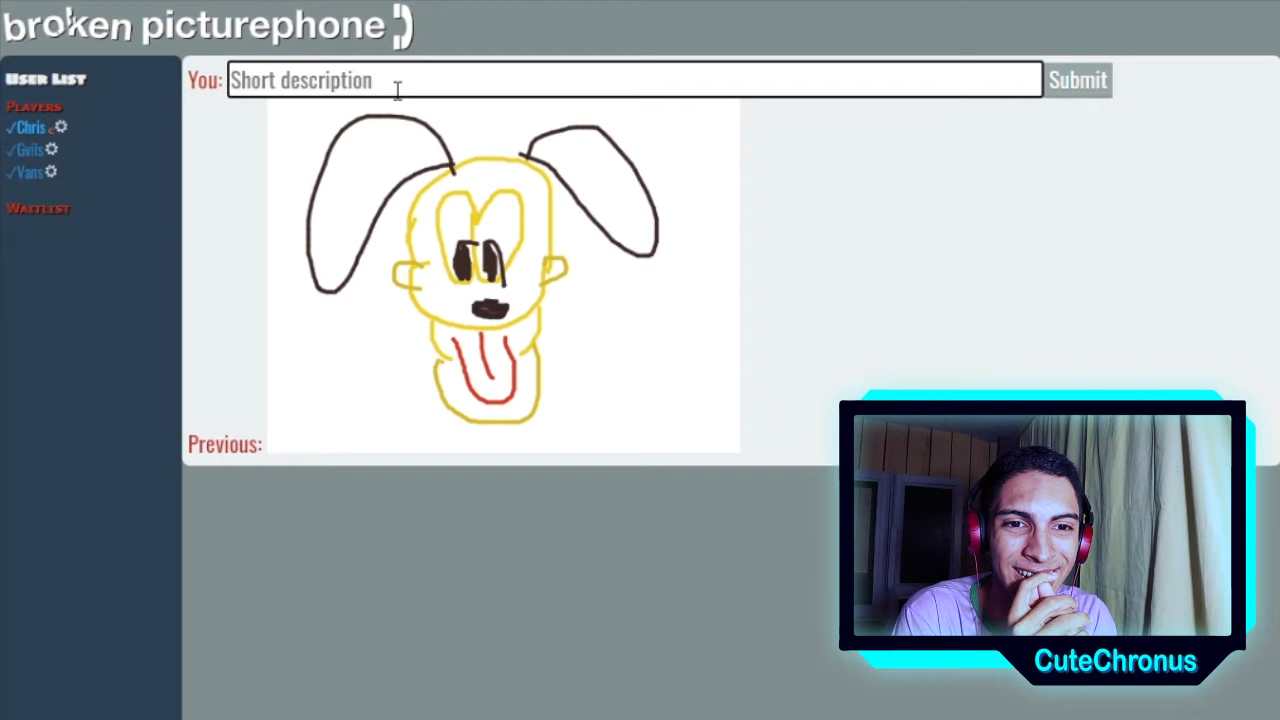 broken picturephone
User List
Players
✓Chris c
✓Gvils
✓Vans
Waitlist
You: Short description Submit
Previous:
CuteChronus